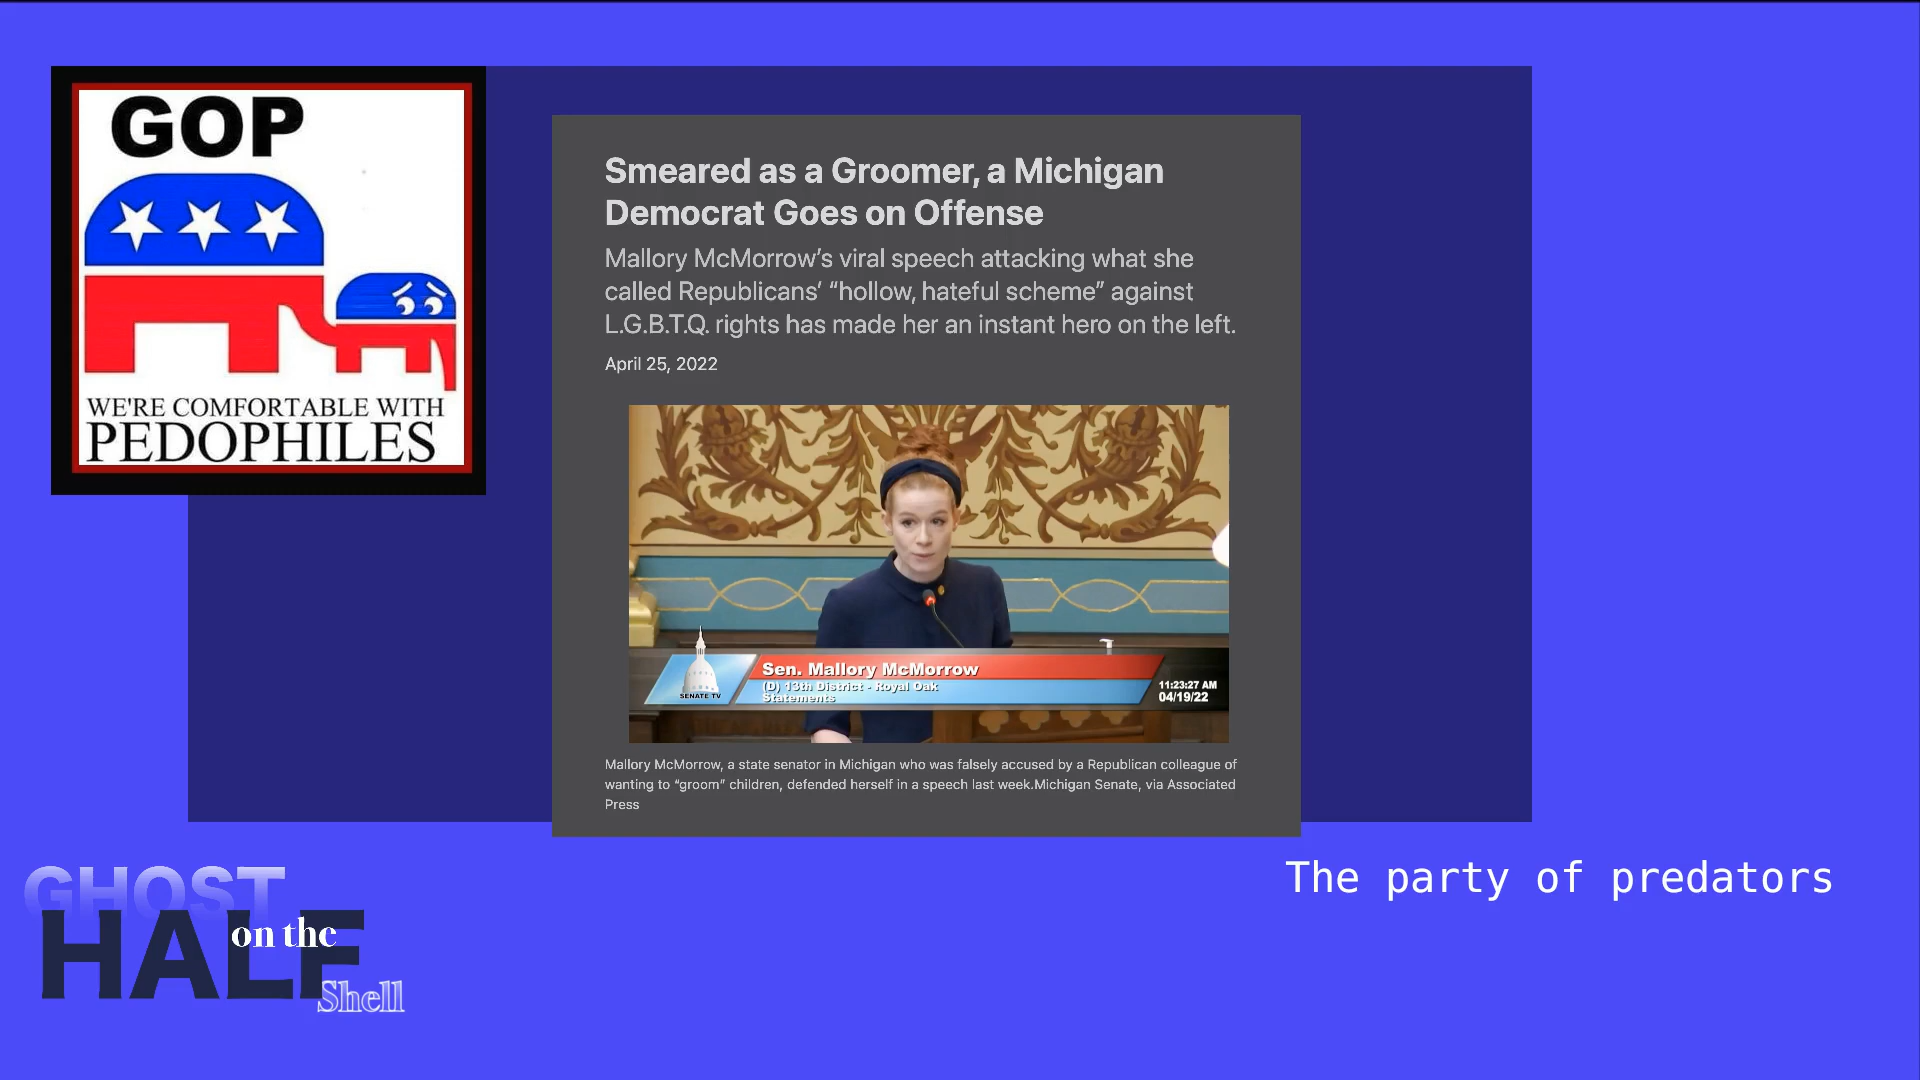 GOP
WE'RE COMFORTABLE WITH
PEDOPHILES
Smeared as a Groomer, a Michigan
Democrat Goes on Offense
Mallory McMorrow’s viral speech attacking what she
called Republicans’ “hollow, hateful scheme” against
L.G.B.T.Q. rights has made her an instant hero on the left.
April 25, 2022
SENATE TV
Sen. Mallory McMorrow
(D) 13th District - Royal Oak
Statements
11:23:27 AM
04/19/22
Mallory McMorrow, a state senator in Michigan who was falsely accused by a Republican colleague of
wanting to “groom” children, defended herself in a speech last week.Michigan Senate, via Associated
Press
The party of predators
GHOST
on the
HALF
Shell